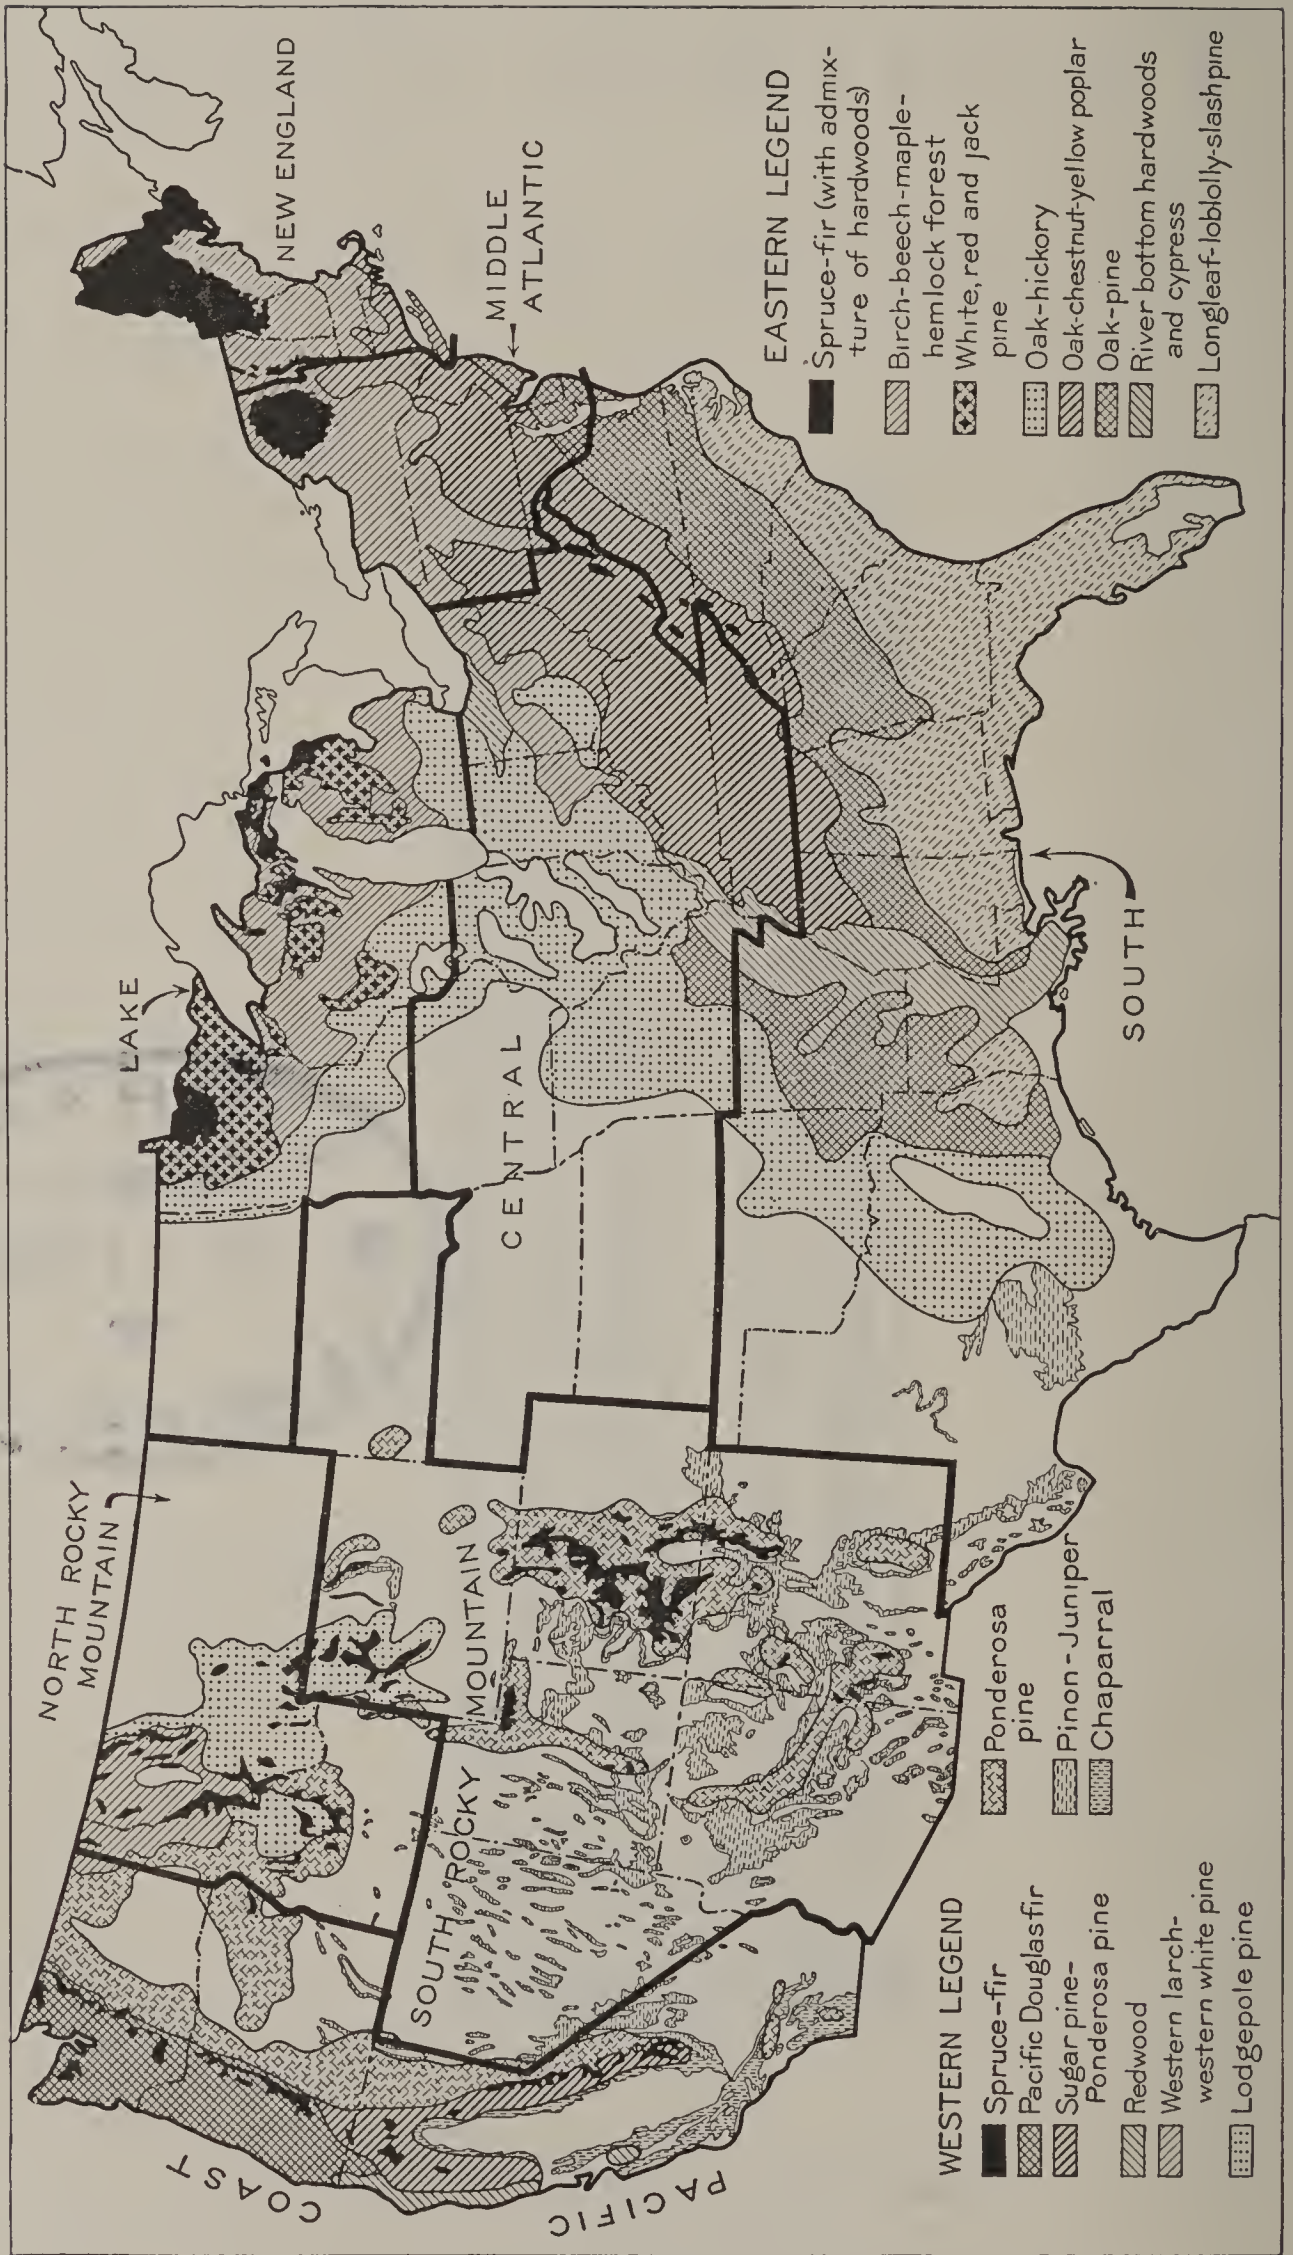 NORTH ROCKY
MOUNTAIN
LAKE
NEW ENGLAND
MIDDLE
ATLANTIC
COAST
PACIFIC
SOUTH ROCKY MOUNTAIN
CENTRAL
SOUTH
WESTERN LEGEND
Spruce-fir
Pacific Douglasfir
Sugar pine-
Ponderosa pine
Redwood
Western larch-
western white pine
Lodgepole pine
Ponderosa
pine
Pinon-Juniper
Chaparral
EASTERN LEGEND
Spruce-fir (with admix-
ture of hardwoods)
Birch-beech-maple-
hemlock forest
White, red and jack
pine
Oak-hickory
Oak-chestnut-yellow poplar
Oak-pine
River bottom hardwoods
and cypress
Longleaf-loblolly-slash pine